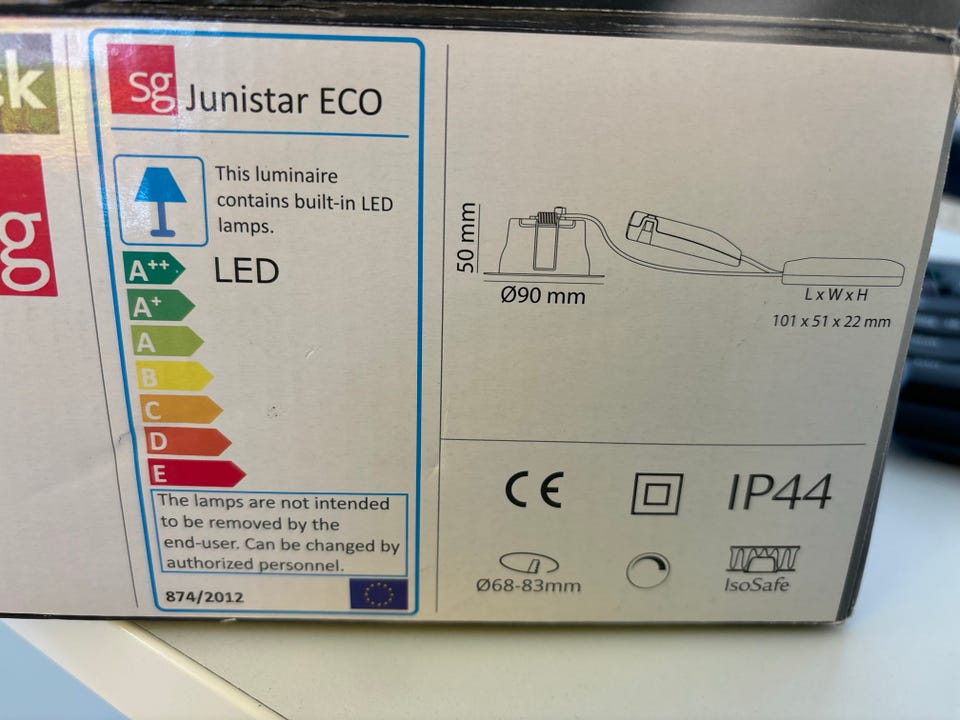 k
sg
sg Junistar ECO
This luminaire
contains built-in LED
lamps.
A++ LED
A+
A
B
C
D
E
The lamps are not intended
to be removed by the
end-user. Can be changed by
authorized personnel.
874/2012
50 mm
Ø90 mm
L x W x H
101 x 51 x 22 mm
CE IP44
Ø68-83mm
IsoSafe